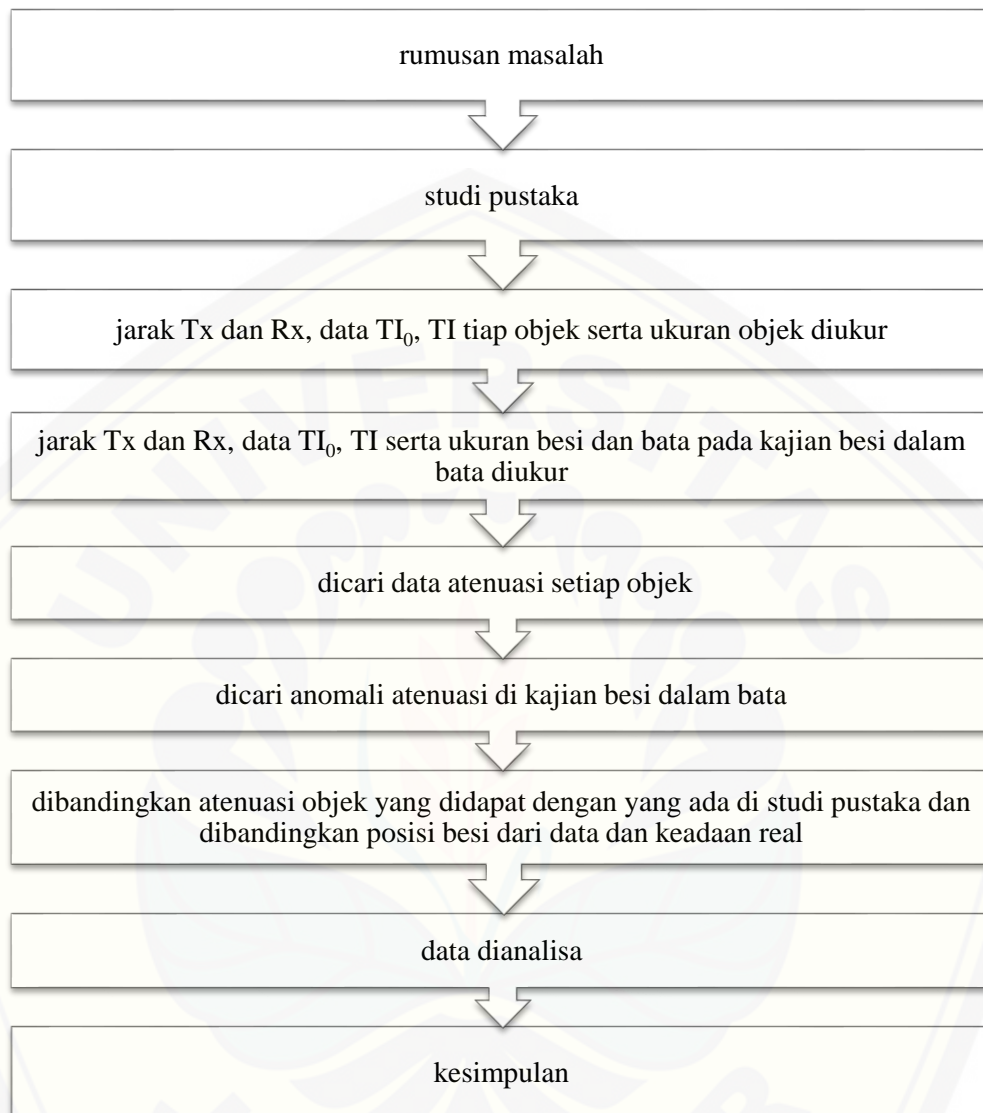 rumusan masalah
studi pustaka
jarak Tx dan Rx, data TI₀, TI tiap objek serta ukuran objek diukur
jarak Tx dan Rx, data TI₀, TI serta ukuran besi dan bata pada kajian besi dalam
bata diukur
dicari data atenuasi setiap objek
dicari anomali atenuasi di kajian besi dalam bata
dibandingkan atenuasi objek yang didapat dengan yang ada di studi pustaka dan
dibandingkan posisi besi dari data dan keadaan real
data dianalisa
kesimpulan
UNIVERSITAS